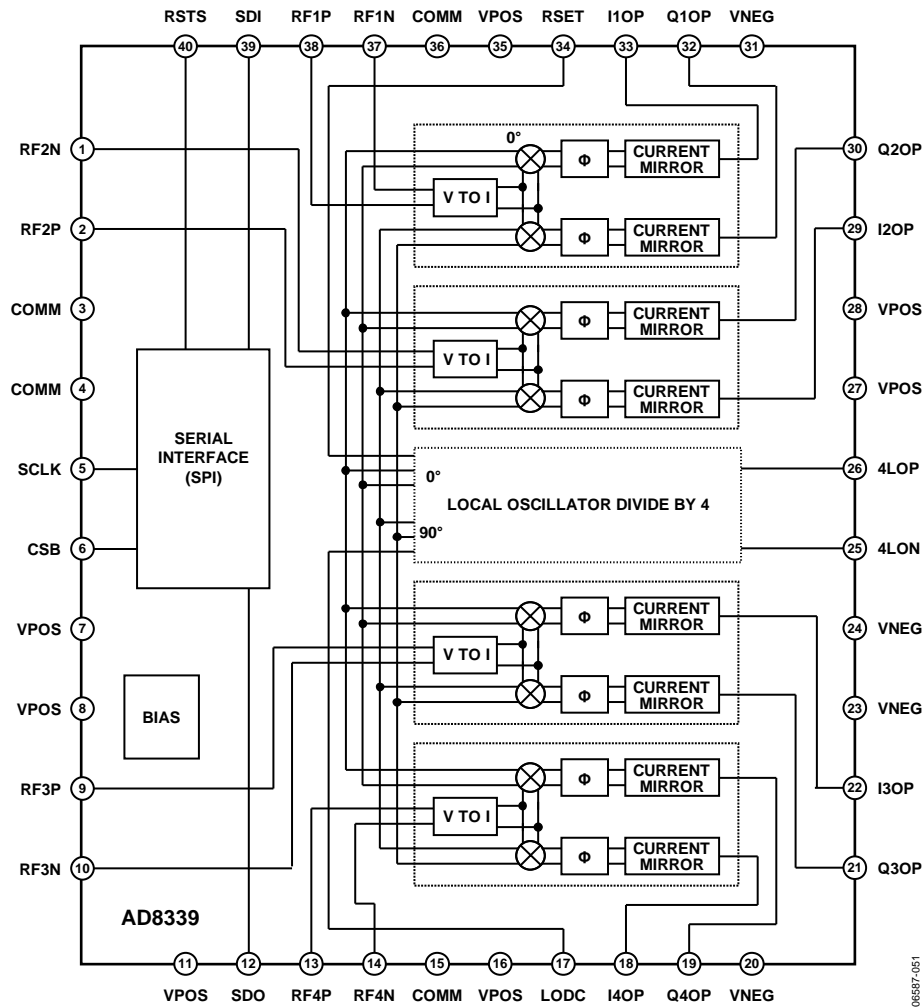 RSTS SDI RF1P RF1N COMM VPOS RSET I1OP Q1OP VNEG
40 39 38 37 36 35 34 33 32 31
0°
Φ CURRENT MIRROR
RF2N 1
30 Q2OP
V TO I
RF2P 2
Φ CURRENT MIRROR
29 I2OP
COMM 3
Φ CURRENT MIRROR
28 VPOS
V TO I
COMM 4
Φ CURRENT MIRROR
27 VPOS
SERIAL
INTERFACE
(SPI)
SCLK 5
26 4LOP
0°
LOCAL OSCILLATOR DIVIDE BY 4
90°
CSB 6
25 4LON
VPOS 7
Φ CURRENT MIRROR
24 VNEG
V TO I
VPOS 8
BIAS
Φ CURRENT MIRROR
23 VNEG
RF3P 9
Φ CURRENT MIRROR
22 I3OP
V TO I
RF3N 10
Φ CURRENT MIRROR
21 Q3OP
AD8339
11 12 13 14 15 16 17 18 19 20
VPOS SDO RF4P RF4N COMM VPOS LODC I4OP Q4OP VNEG
06587-051